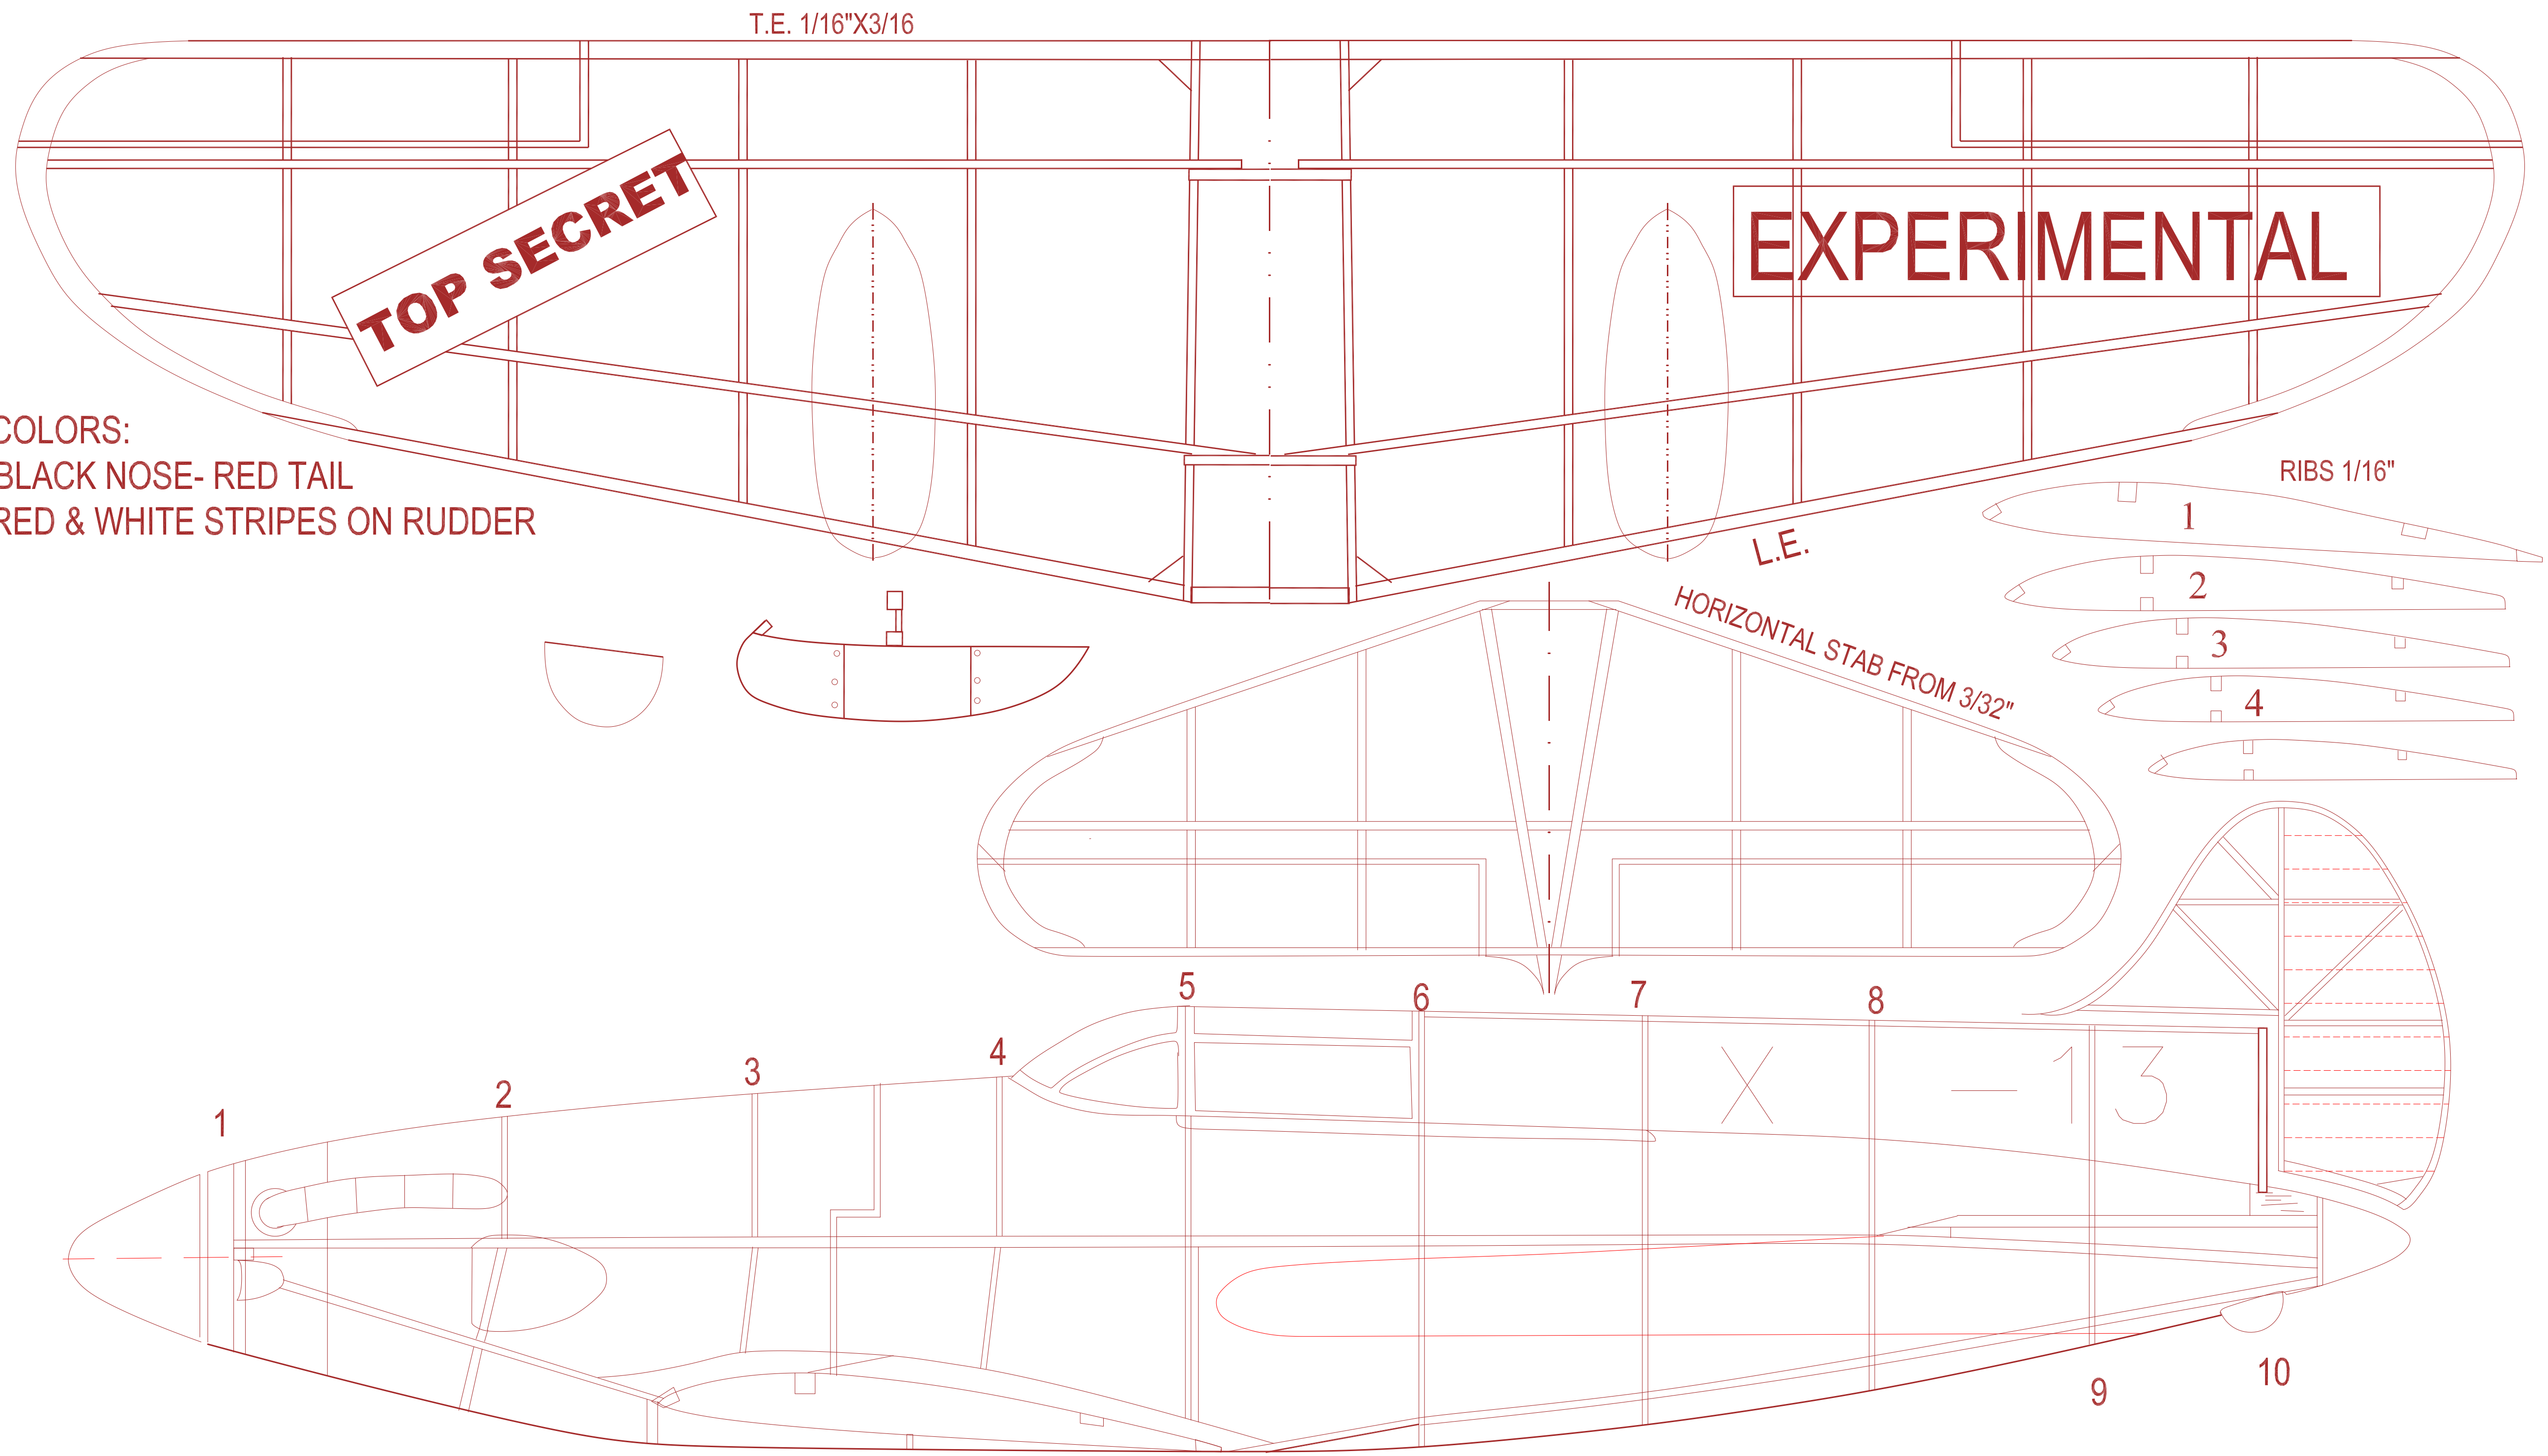 T.E. 1/16"X3/16
TOP SECRET
EXPERIMENTAL
COLORS:
BLACK NOSE- RED TAIL
RED & WHITE STRIPES ON RUDDER
L.E.
RIBS 1/16"
1
2
3
4
HORIZONTAL STAB FROM 3/32"
1
2
3
4
5
6
7
8
X -13
9
10